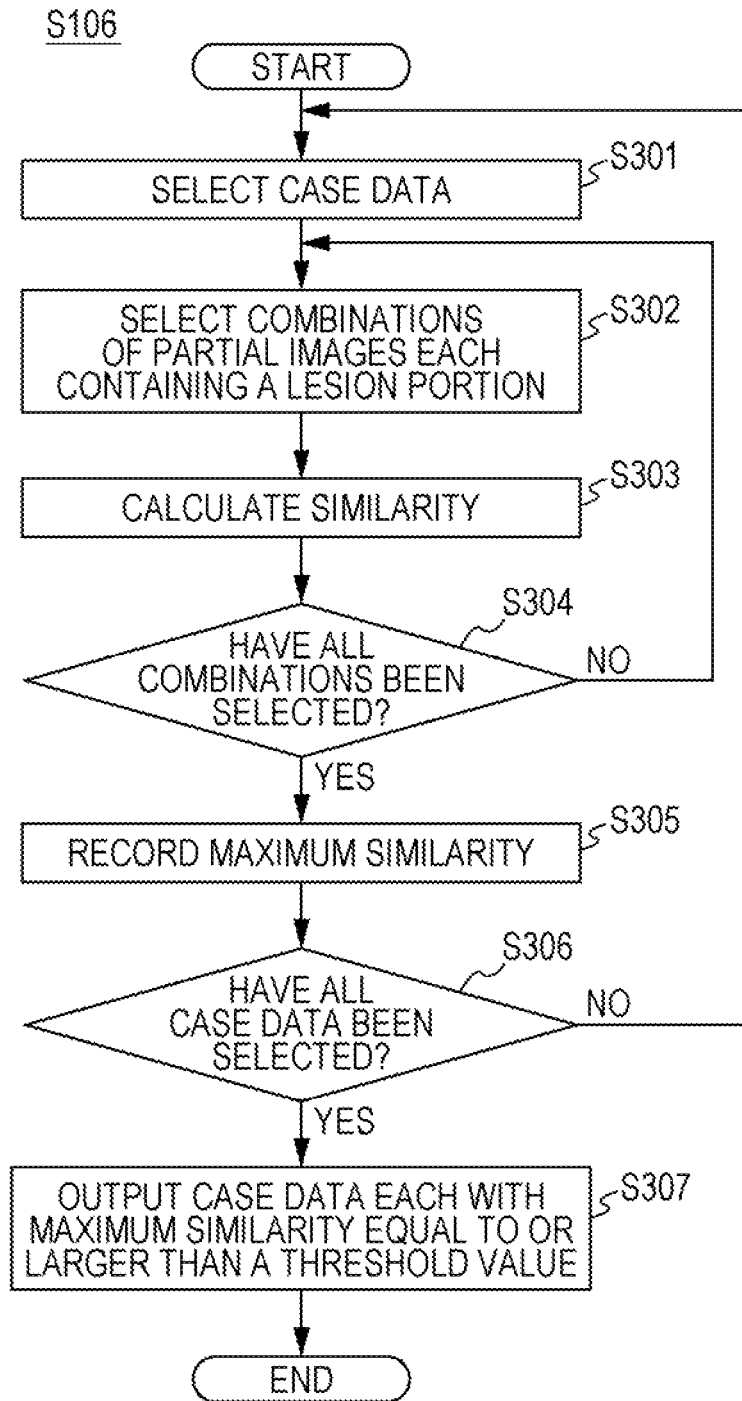 S106
START
S301
SELECT CASE DATA
SELECT COMBINATIONS
OF PARTIAL IMAGES EACH
CONTAINING A LESION PORTION
S302
CALCULATE SIMILARITY
S303
S304
HAVE ALL
COMBINATIONS BEEN
SELECTED?
NO
YES
RECORD MAXIMUM SIMILARITY
S305
S306
HAVE ALL
CASE DATA BEEN
SELECTED?
NO
YES
OUTPUT CASE DATA EACH WITH
MAXIMUM SIMILARITY EQUAL TO OR
LARGER THAN A THRESHOLD VALUE
S307
END